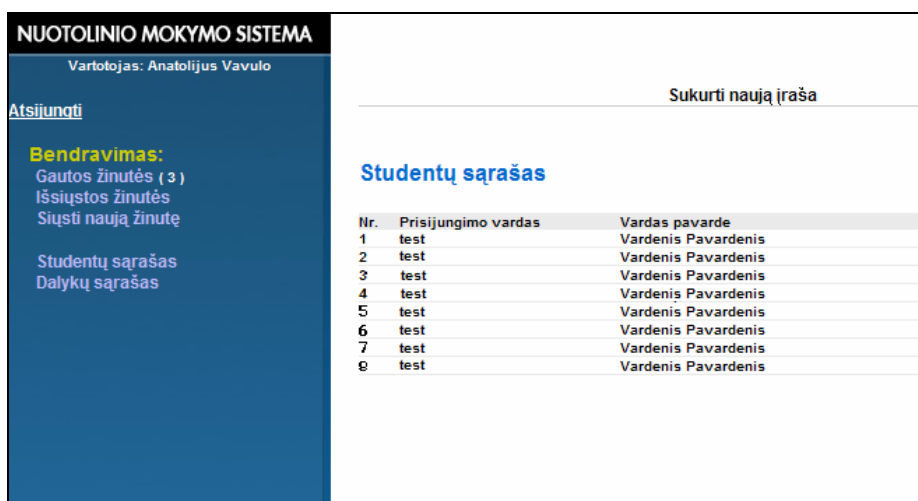 NUOTOLINIO MOKYMO SISTEMA
Vartotojas: Anatolijus Vavulo
Atsijungti
Bendravimas:
Gautos žinutės (3)
Išsiųstos žinutės
Siųsti naują žinutę
Studentų sąrašas
Dalykų sąrašas
Sukurti naują įraša
Studentų sąrašas
Nr. Prisijungimo vardas Vardas pavarde
1 test Vardenis Pavardenis
2 test Vardenis Pavardenis
3 test Vardenis Pavardenis
4 test Vardenis Pavardenis
5 test Vardenis Pavardenis
6 test Vardenis Pavardenis
7 test Vardenis Pavardenis
8 test Vardenis Pavardenis